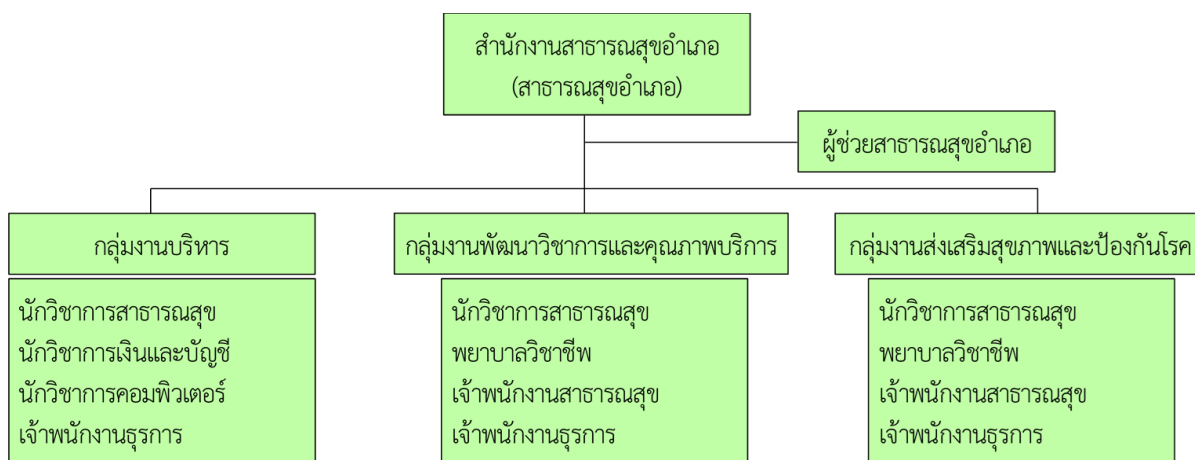 สำนักงานสาธารณสุขอำเภอ
(สาธารณสุขอำเภอ)
ผู้ช่วยสาธารณสุขอำเภอ
กลุ่มงานบริหาร
นักวิชาการสาธารณสุข
นักวิชาการเงินและบัญชี
นักวิชาการคอมพิวเตอร์
เจ้าพนักงานธุรการ
กลุ่มงานพัฒนาวิชาการและคุณภาพบริการ
นักวิชาการสาธารณสุข
พยาบาลวิชาชีพ
เจ้าพนักงานสาธารณสุข
เจ้าพนักงานธุรการ
กลุ่มงานส่งเสริมสุขภาพและป้องกันโรค
นักวิชาการสาธารณสุข
พยาบาลวิชาชีพ
เจ้าพนักงานสาธารณสุข
เจ้าพนักงานธุรการ